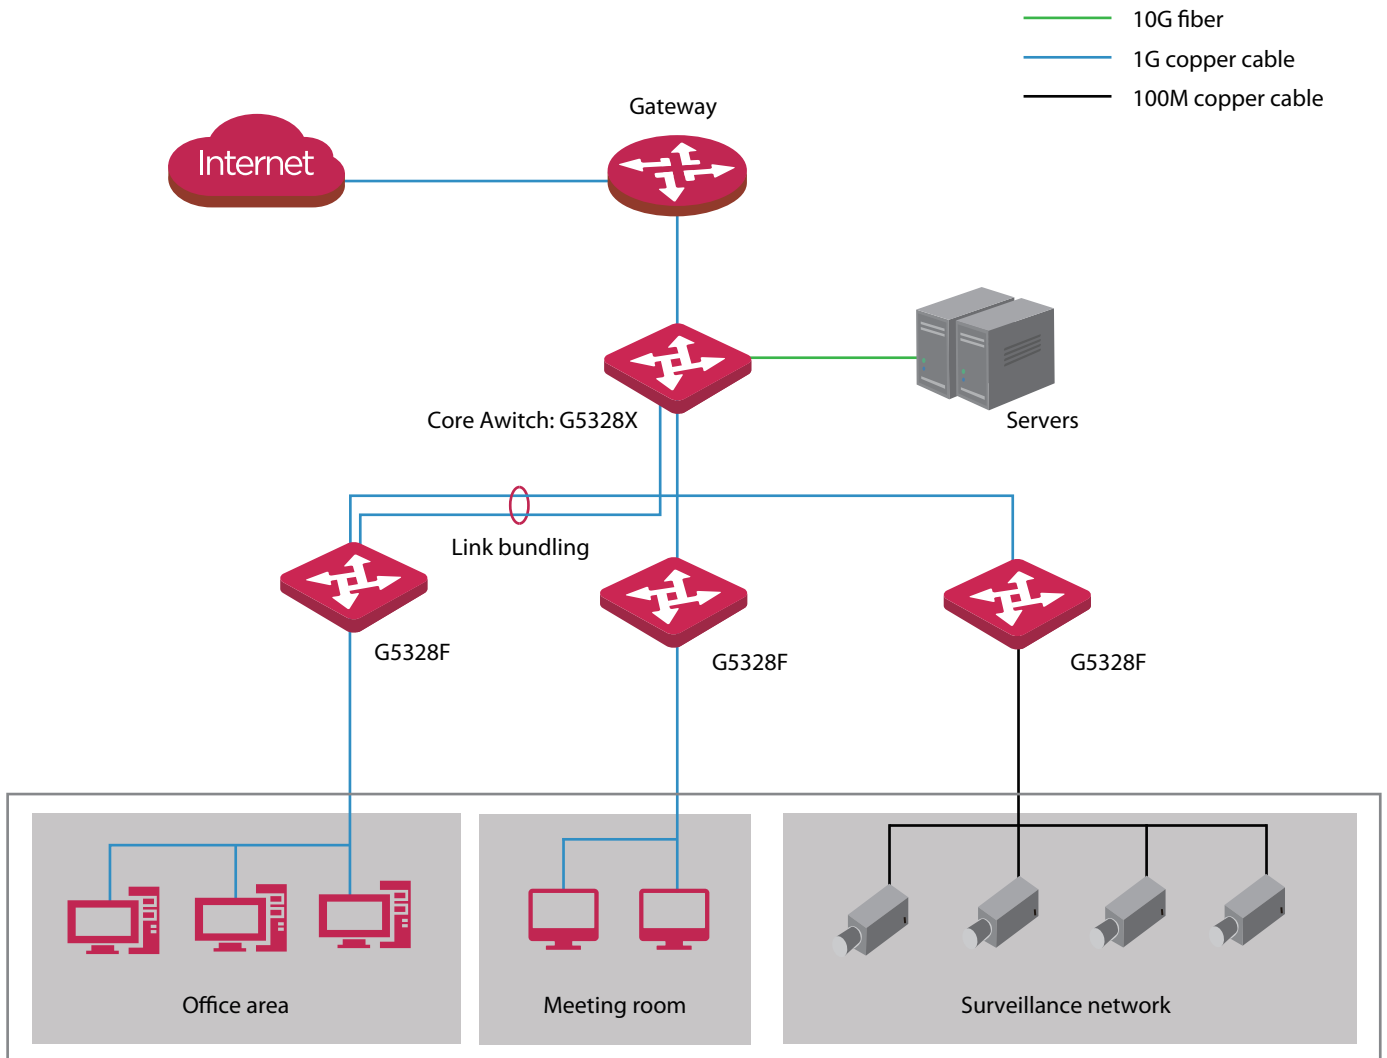 10G fiber
1G copper cable
100M copper cable
Gateway
Internet
Core Awitch: G5328X
Servers
Link bundling
G5328F
G5328F
G5328F
Office area
Meeting room
Surveillance network